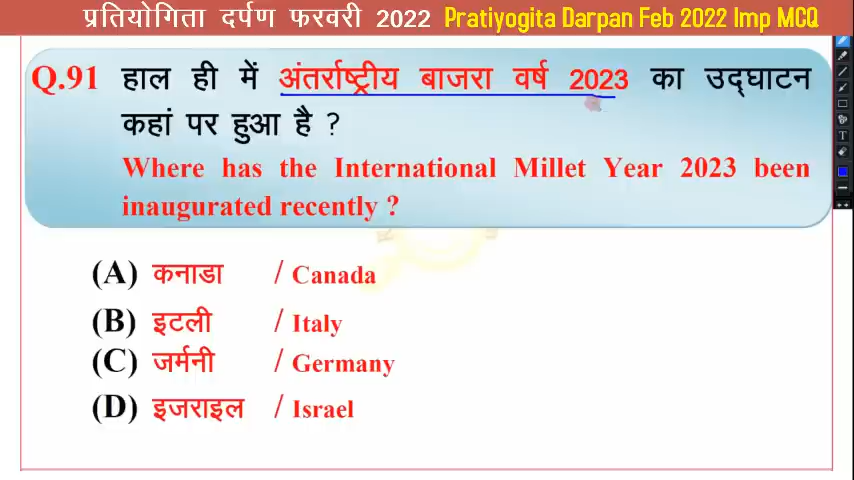 प्रतियोगिता दर्पण फरवरी 2022 Pratiyogita Darpan Feb 2022 Imp MCQ
Q.91 हाल ही में अंतर्राष्ट्रीय बाजरा वर्ष 2023 का उद्घाटन
कहां पर हुआ है ?
Where has the International Millet Year 2023 been
inaugurated recently ?
(A) कनाडा / Canada
(B) इटली / Italy
(C) जर्मनी / Germany
(D) इजराइल / Israel